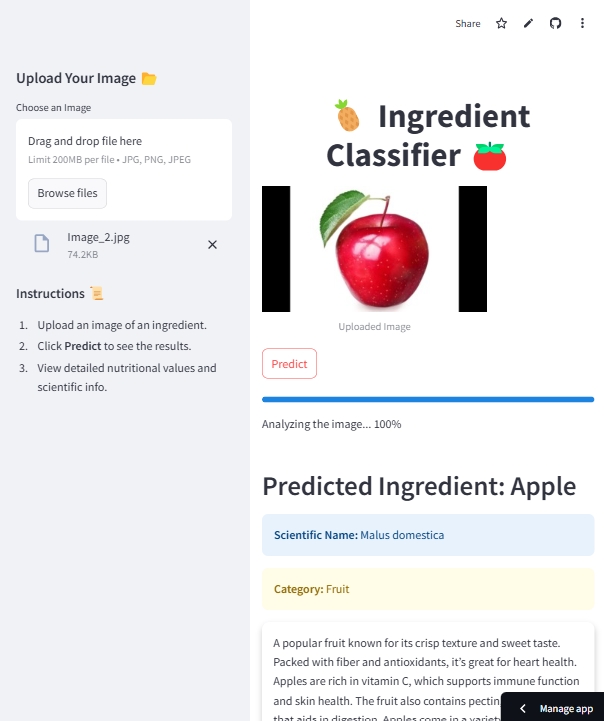 Share
Upload Your Image 📂
Choose an Image
Drag and drop file here
Limit 200MB per file • JPG, PNG, JPEG
Browse files
Image_2.jpg
74.2KB
Instructions 📜
1. Upload an image of an ingredient.
2. Click Predict to see the results.
3. View detailed nutritional values and
scientific info.
🍍 Ingredient
Classifier 🍅
Uploaded Image
Predict
Analyzing the image... 100%
Predicted Ingredient: Apple
Scientific Name: Malus domestica
Category: Fruit
A popular fruit known for its crisp texture and sweet taste.
Packed with fiber and antioxidants, it's great for heart health.
Apples are rich in vitamin C, which supports immune function
and skin health. The fruit also contains pectin
that aids in digestion. Apples come in a variety
Manage app